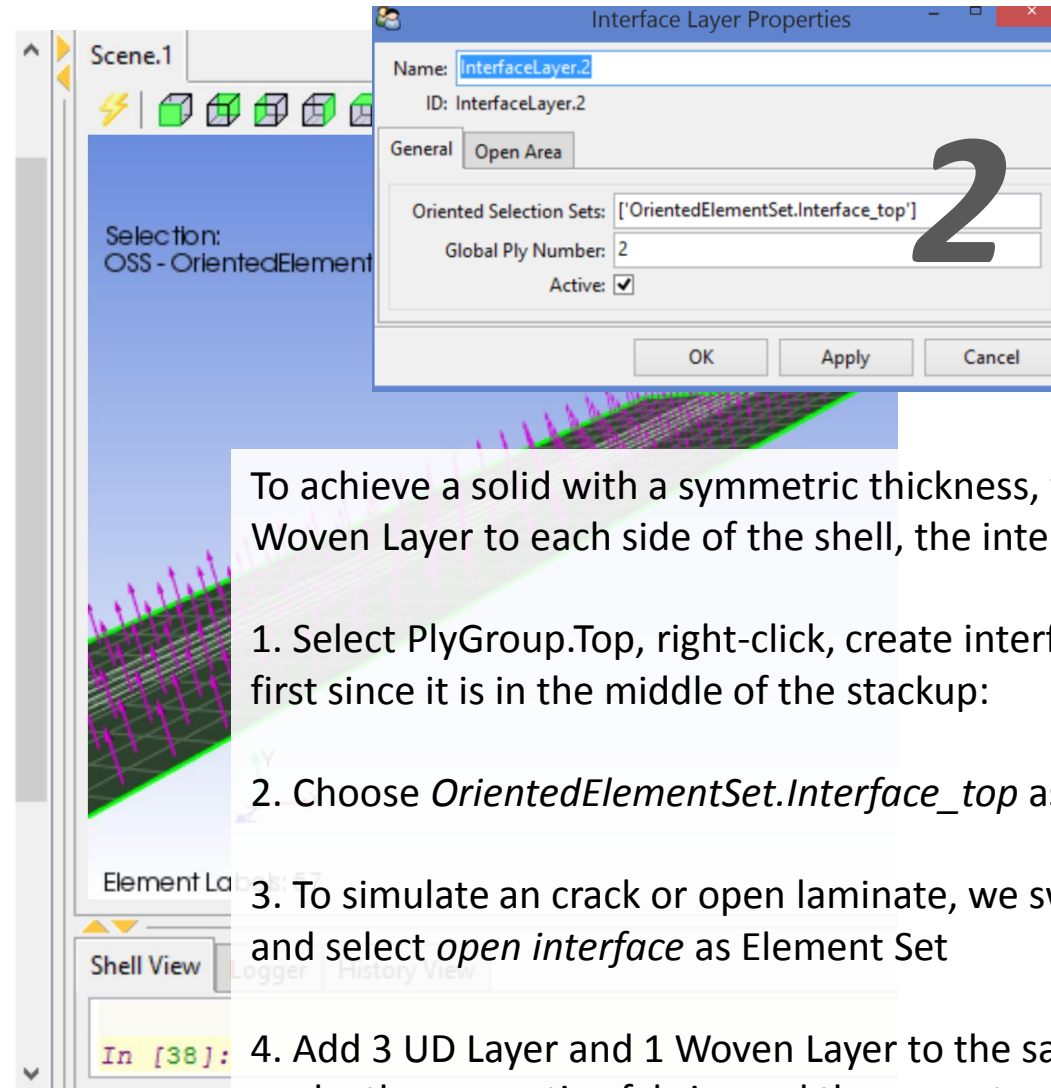 Interface Layer Properties
Scene.1
Name: InterfaceLayer.2
ID: InterfaceLayer.2
General Open Area
2
Oriented Selection Sets: ['OrientedElementSet.Interface_top']
Global Ply Number: 2
Active:
OK Apply Cancel
Selection:
OSS - OrientedElement
To achieve a solid with a symmetric thickness,
Woven Layer to each side of the shell, the inte
1. Select PlyGroup.Top, right-click, create interf
first since it is in the middle of the stackup:
Y
Z
2. Choose OrientedElementSet.Interface_top as
Element Labels: 57
3. To simulate an crack or open laminate, we sw
and select open interface as Element Set
Shell View Logger History View
In [38]:
4. Add 3 UD Layer and 1 Woven Layer to the sa